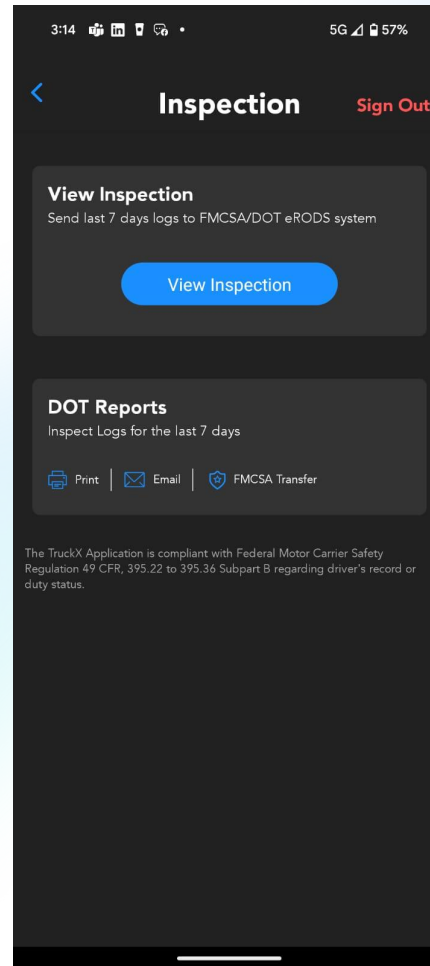 3:14 in 5G 57%
Inspection
Sign Out
View Inspection
Send last 7 days logs to FMCSA/DOT eRODS system
View Inspection
DOT Reports
Inspect Logs for the last 7 days
Print Email FMCSA Transfer
The TruckX Application is compliant with Federal Motor Carrier Safety
Regulation 49 CFR, 395.22 to 395.36 Subpart B regarding driver's record or
duty status.